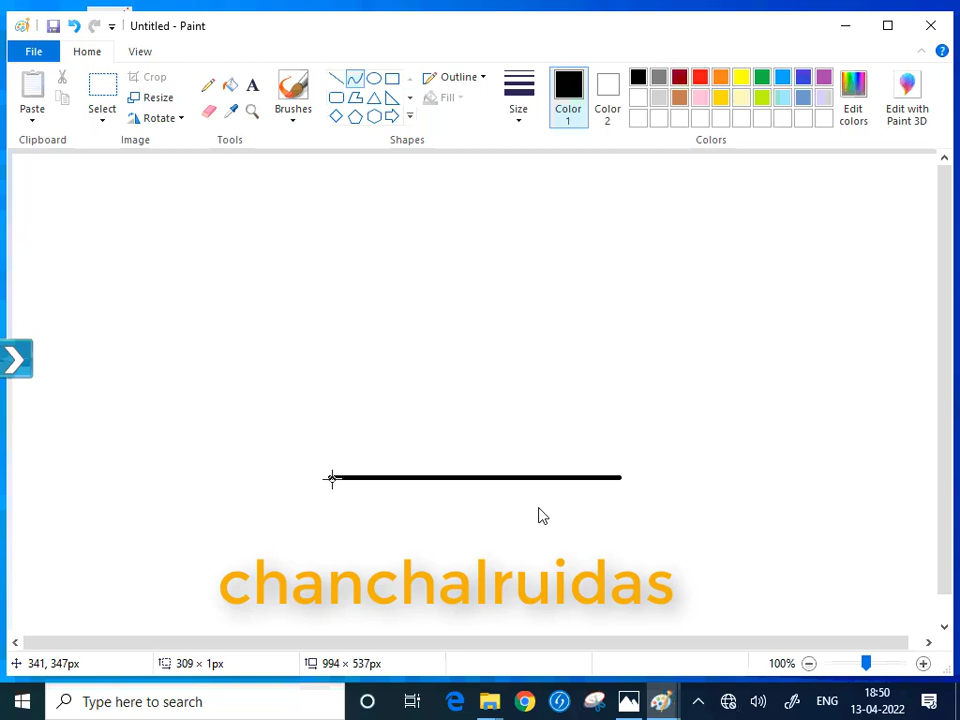 Untitled - Paint
File
Home
View
Paste
Select
Crop
Resize
Rotate
A
Brushes
Outline
Fill
Size
Color
1
Color
2
Edit
colors
Edit with
Paint 3D
Clipboard
Image
Tools
Shapes
Colors
chanchalruidas
341, 347px
309 × 1px
994 × 537px
100%
Type here to search
ENG
18:50
13-04-2022